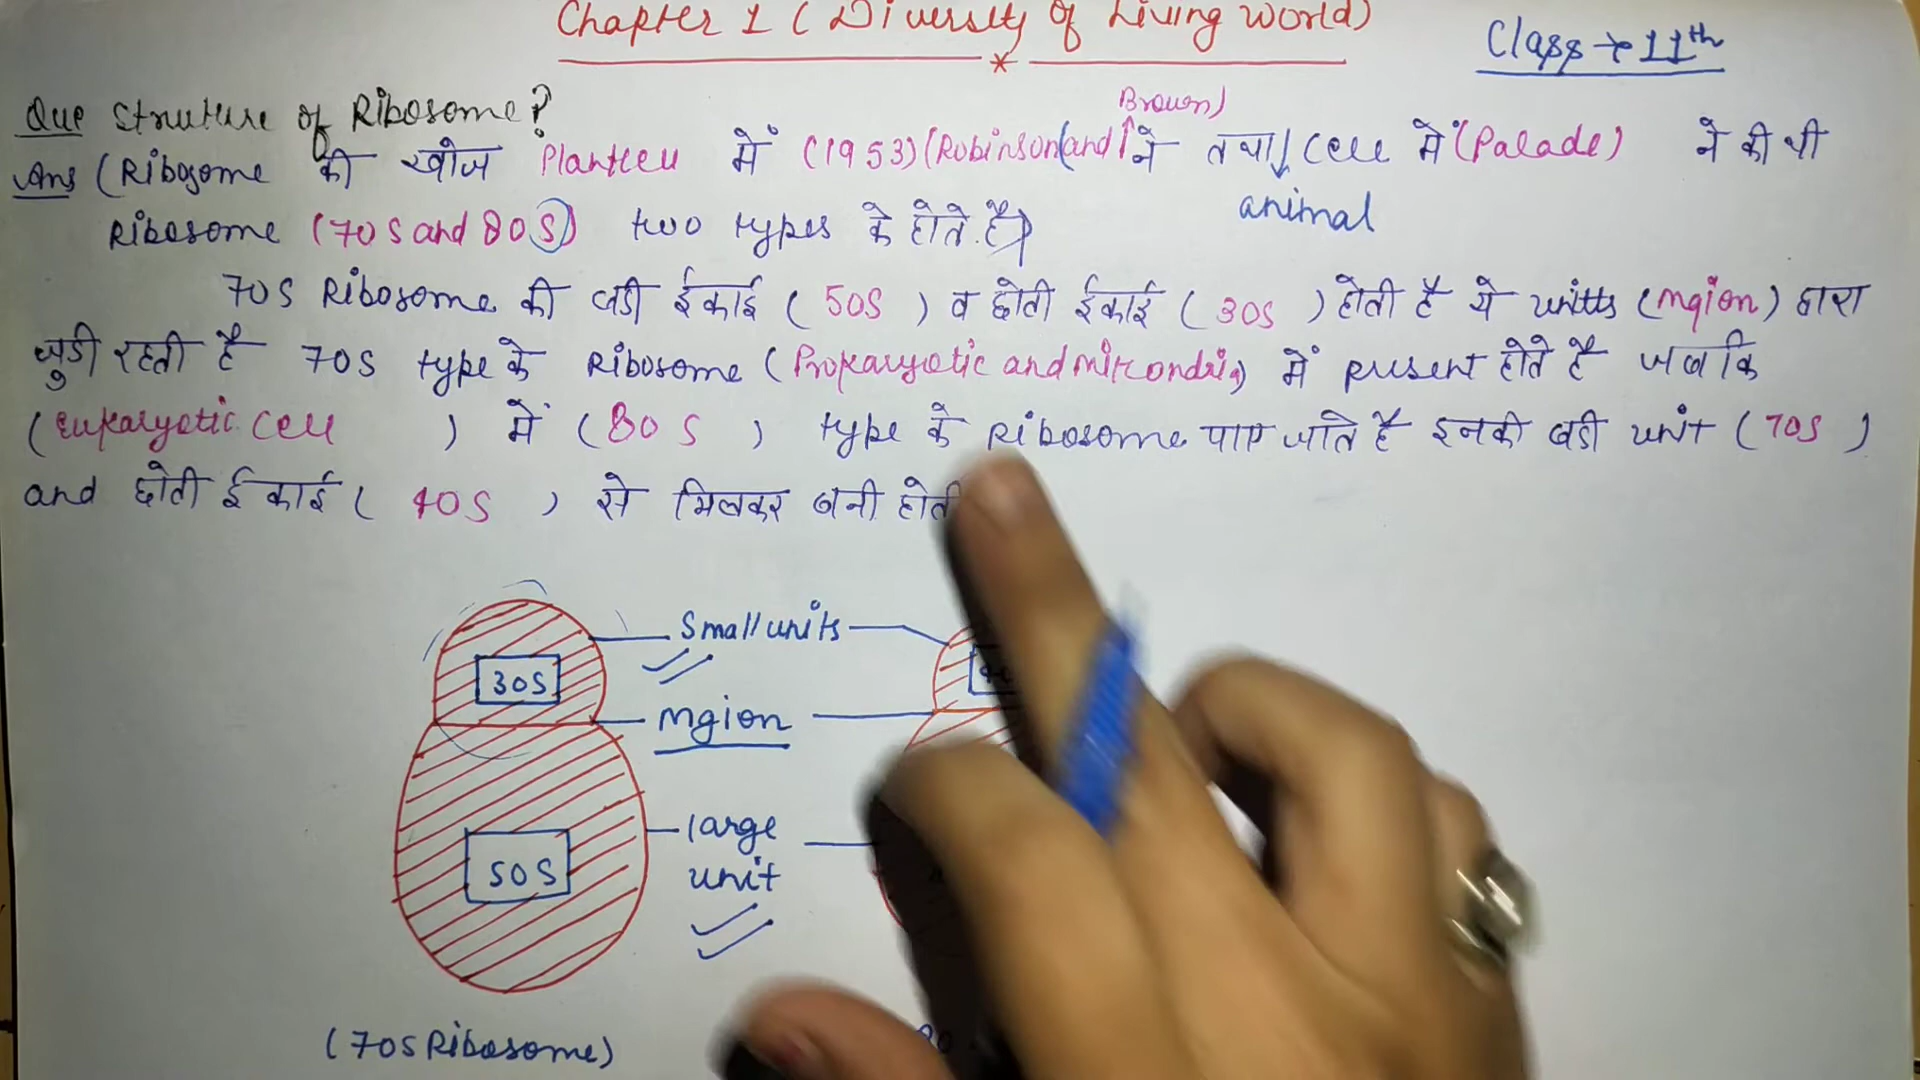 Chapter 1 (Diversity of Living World)
Class → 11th
Que Struture of Ribosome?
Brown)
Ans (Ribosome की खोज Plantcell में (1953) (Robinson and ने तथा Cell में (Palade) ने की थी
animal
Ribosome (70S and 80S) two types के होते है)
70S Ribosome की बडी ईकाई (50S) व छोती ईकाई (30S) होती है ये unitts (mgion) द्वारा
जुडी रहती है 70S type के Ribosome (Prokaryotic and mitcondria) में present होते है जबकि
(Eukaryotic cell) में (80S) type के Ribosome पाए जाते है इनकी बडी unit (70S)
and छोती ईकाई (40S) से मिलकर बनी होती
Small units
30S
mgion
large
unit
50S
(70S Ribosome)
80